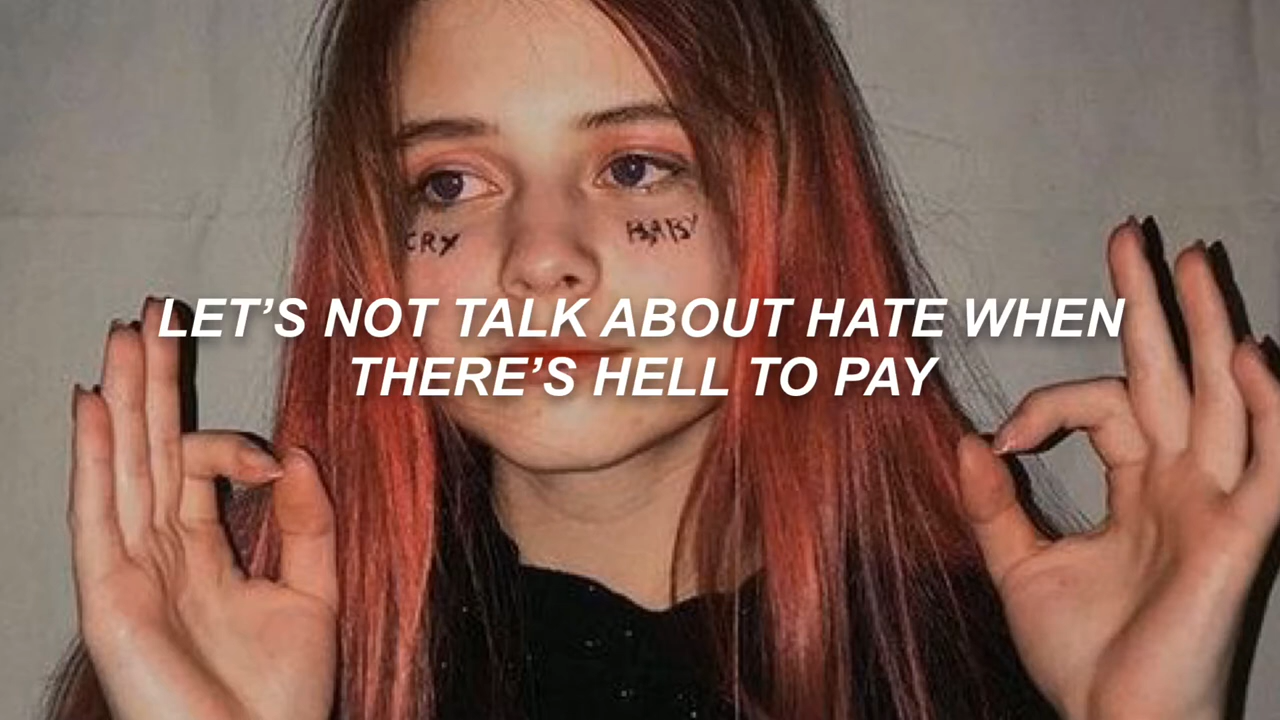 CRY BABY
LET’S NOT TALK ABOUT HATE WHEN
THERE’S HELL TO PAY